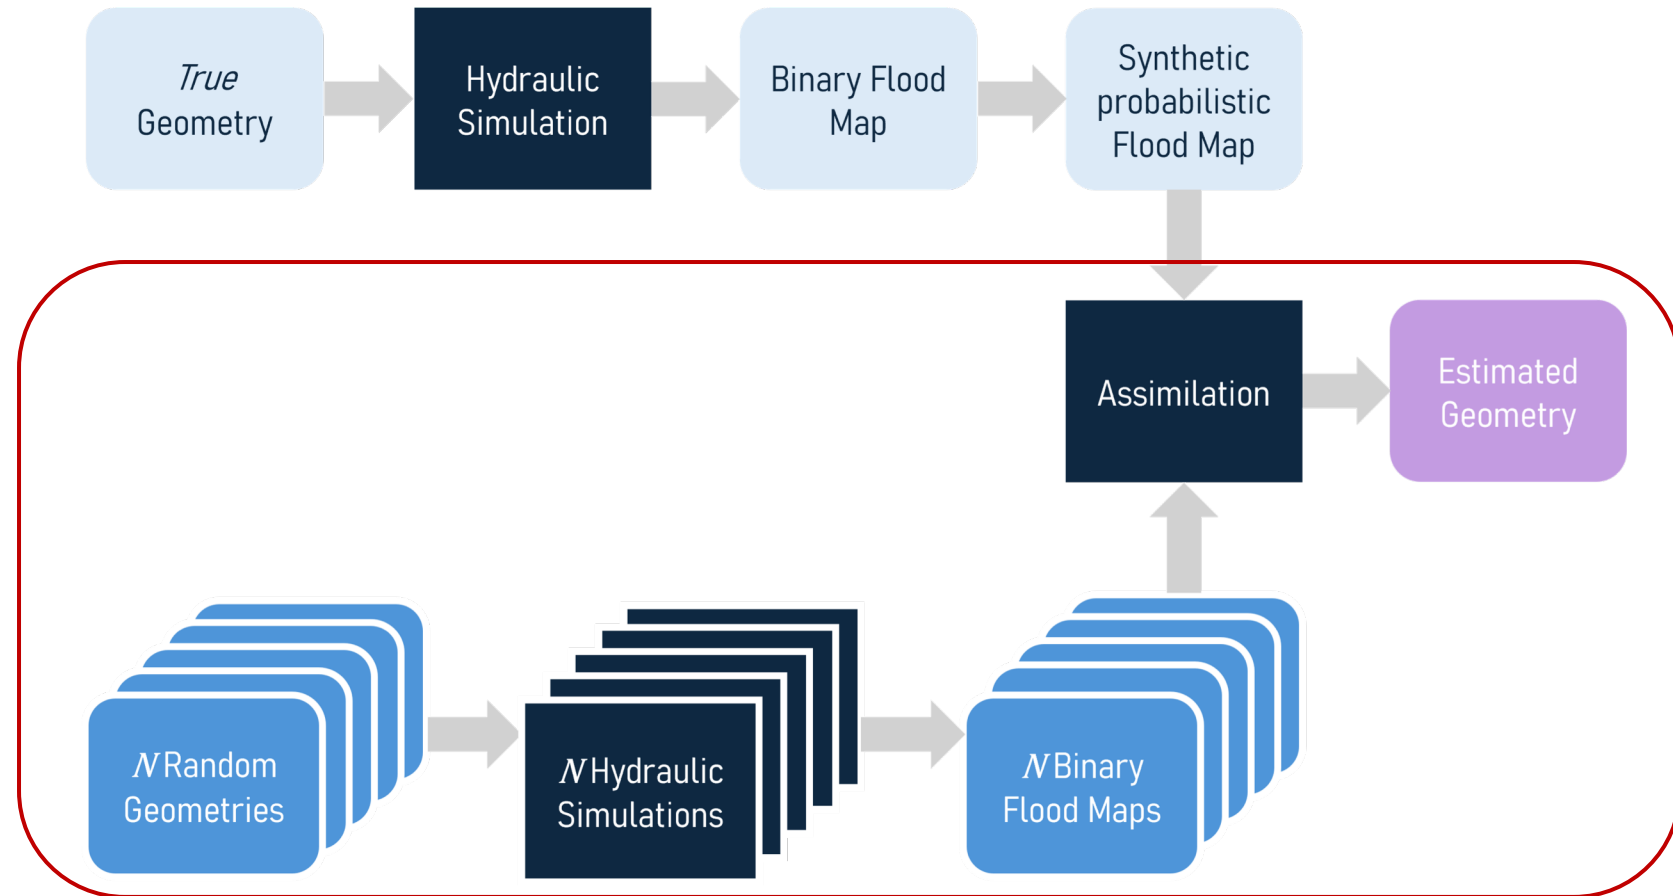 True
Geometry
Hydraulic
Simulation
Binary Flood
Map
Synthetic
probabilistic
Flood Map
Assimilation
Estimated
Geometry
N Random
Geometries
N Hydraulic
Simulations
N Binary
Flood Maps